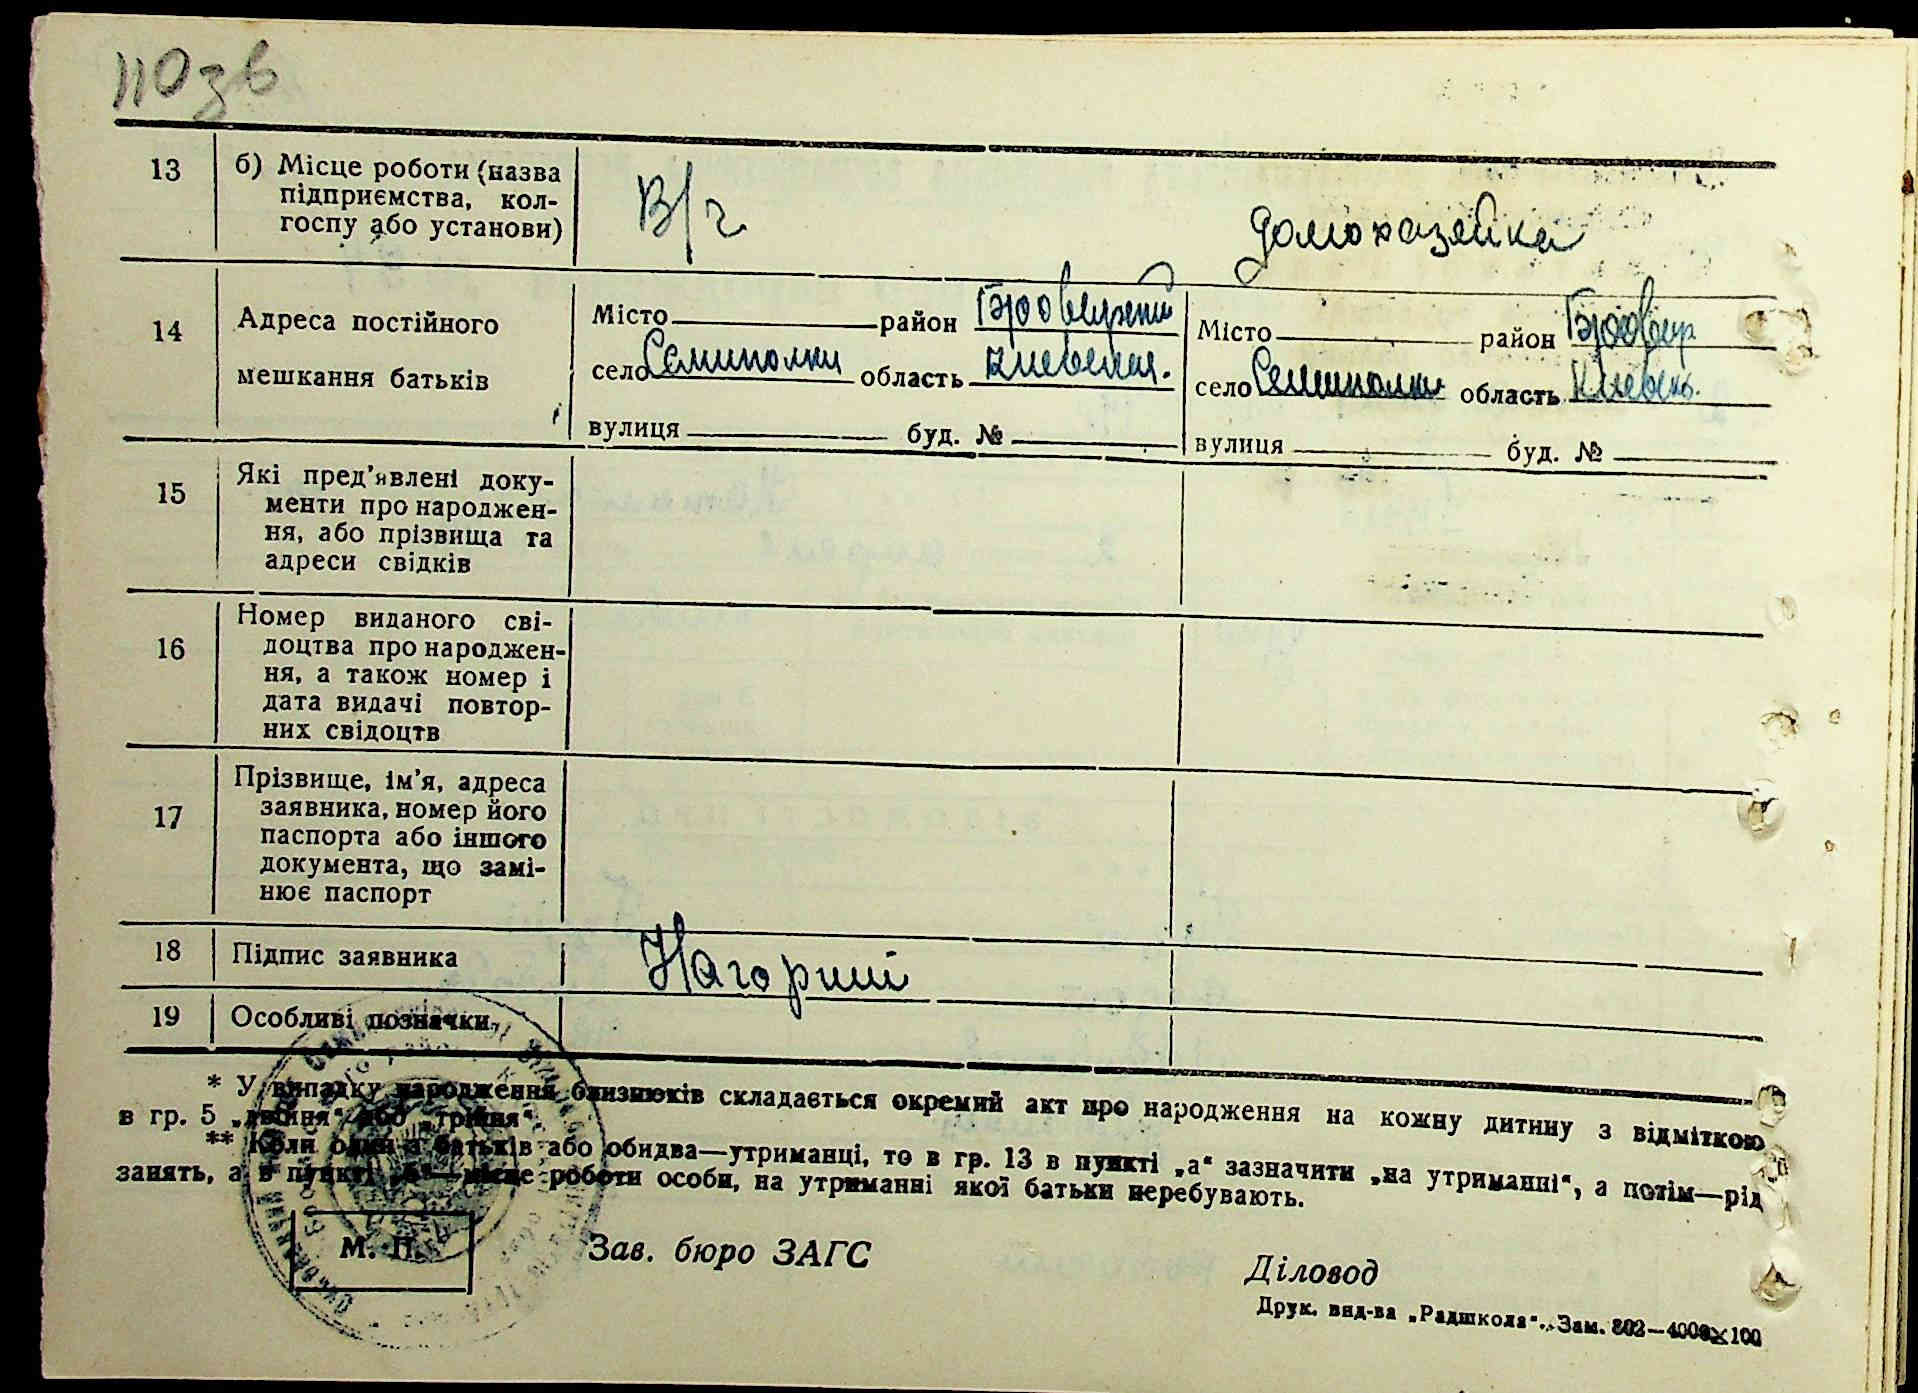 110зв
13 б) Місце роботи (назва
підприємства, кол-
госпу або установи)
В/ч домохазяйка
14 Адреса постійного
мешкання батьків
Місто район Місто район
село Семиполки область село Семиполки область
вулиця буд. № вулиця буд. №
15 Які пред'явлені доку-
менти про народжен-
ня, або прізвища та
адреси свідків
16 Номер виданого сві-
доцтва про народжен-
ня, а також номер і
дата видачі повтор-
них свідоцтв
17 Прізвище, ім'я, адреса
заявника, номер його
паспорта або іншого
документа, що замі-
нює паспорт
18 Підпис заявника Нагорний
19 Особливі позначки
* У випадку народження близнюків складається окремий акт про народження на кожну дитину з відміткою
в гр. 5 „двійня“ або „трійня“
** Коли один з батьків або обидва—утриманці, то в гр. 13 в пункті „а“ зазначити „на утриманні“, а потім—рід
занять, а в пункті „б“—місце роботи особи, на утриманні якої батьки перебувають.
М. П. Зав. бюро ЗАГС
Діловод
Друк. вид-ва „Радшкола“. Зам. 802—4000х100